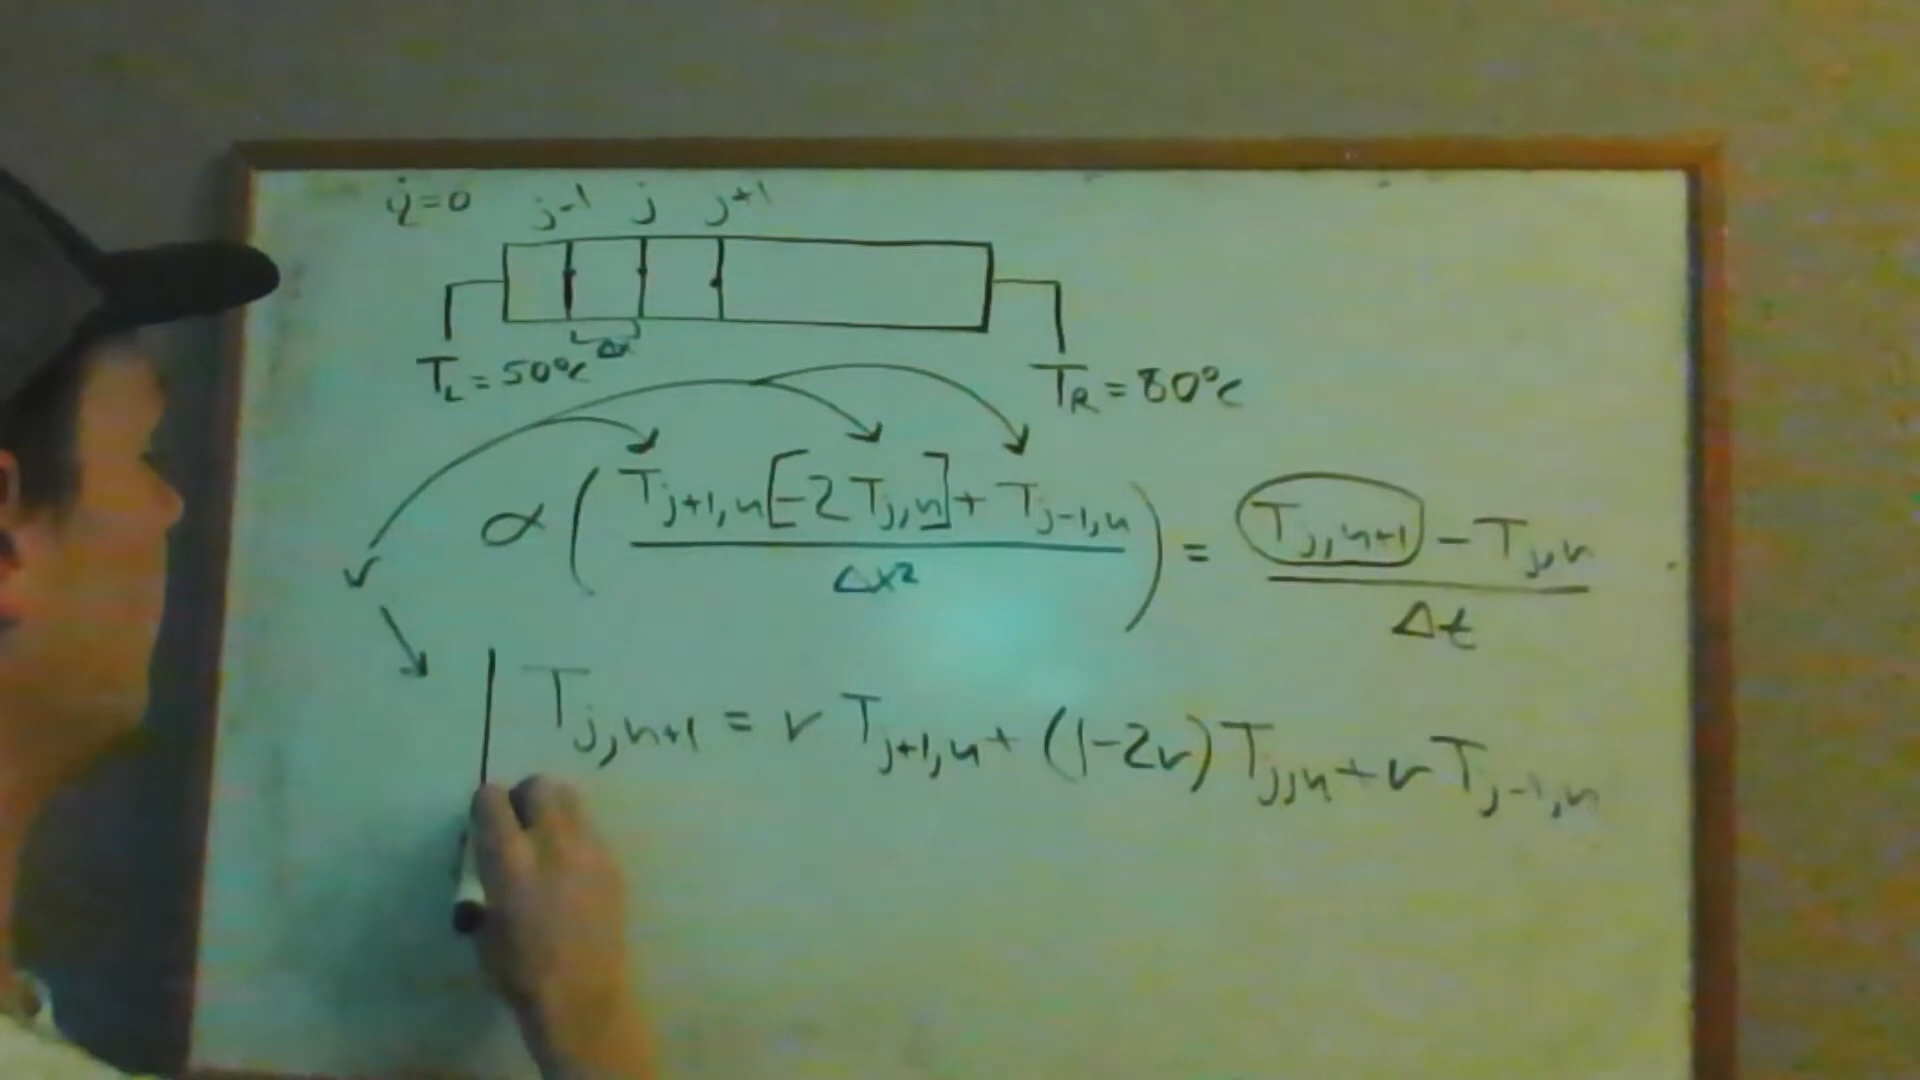 q̇=0 j-1 j j+1
Δx
T_L = 50°C T_R = 80°C
α ( T_{j+1,n} [-2 T_{j,n}] + T_{j-1,n} / Δx² ) = T_{j,n+1} - T_{j,n} / Δt
r
T_{j,n+1} = r T_{j+1,n} + (1-2r) T_{j,n} + r T_{j-1,n}